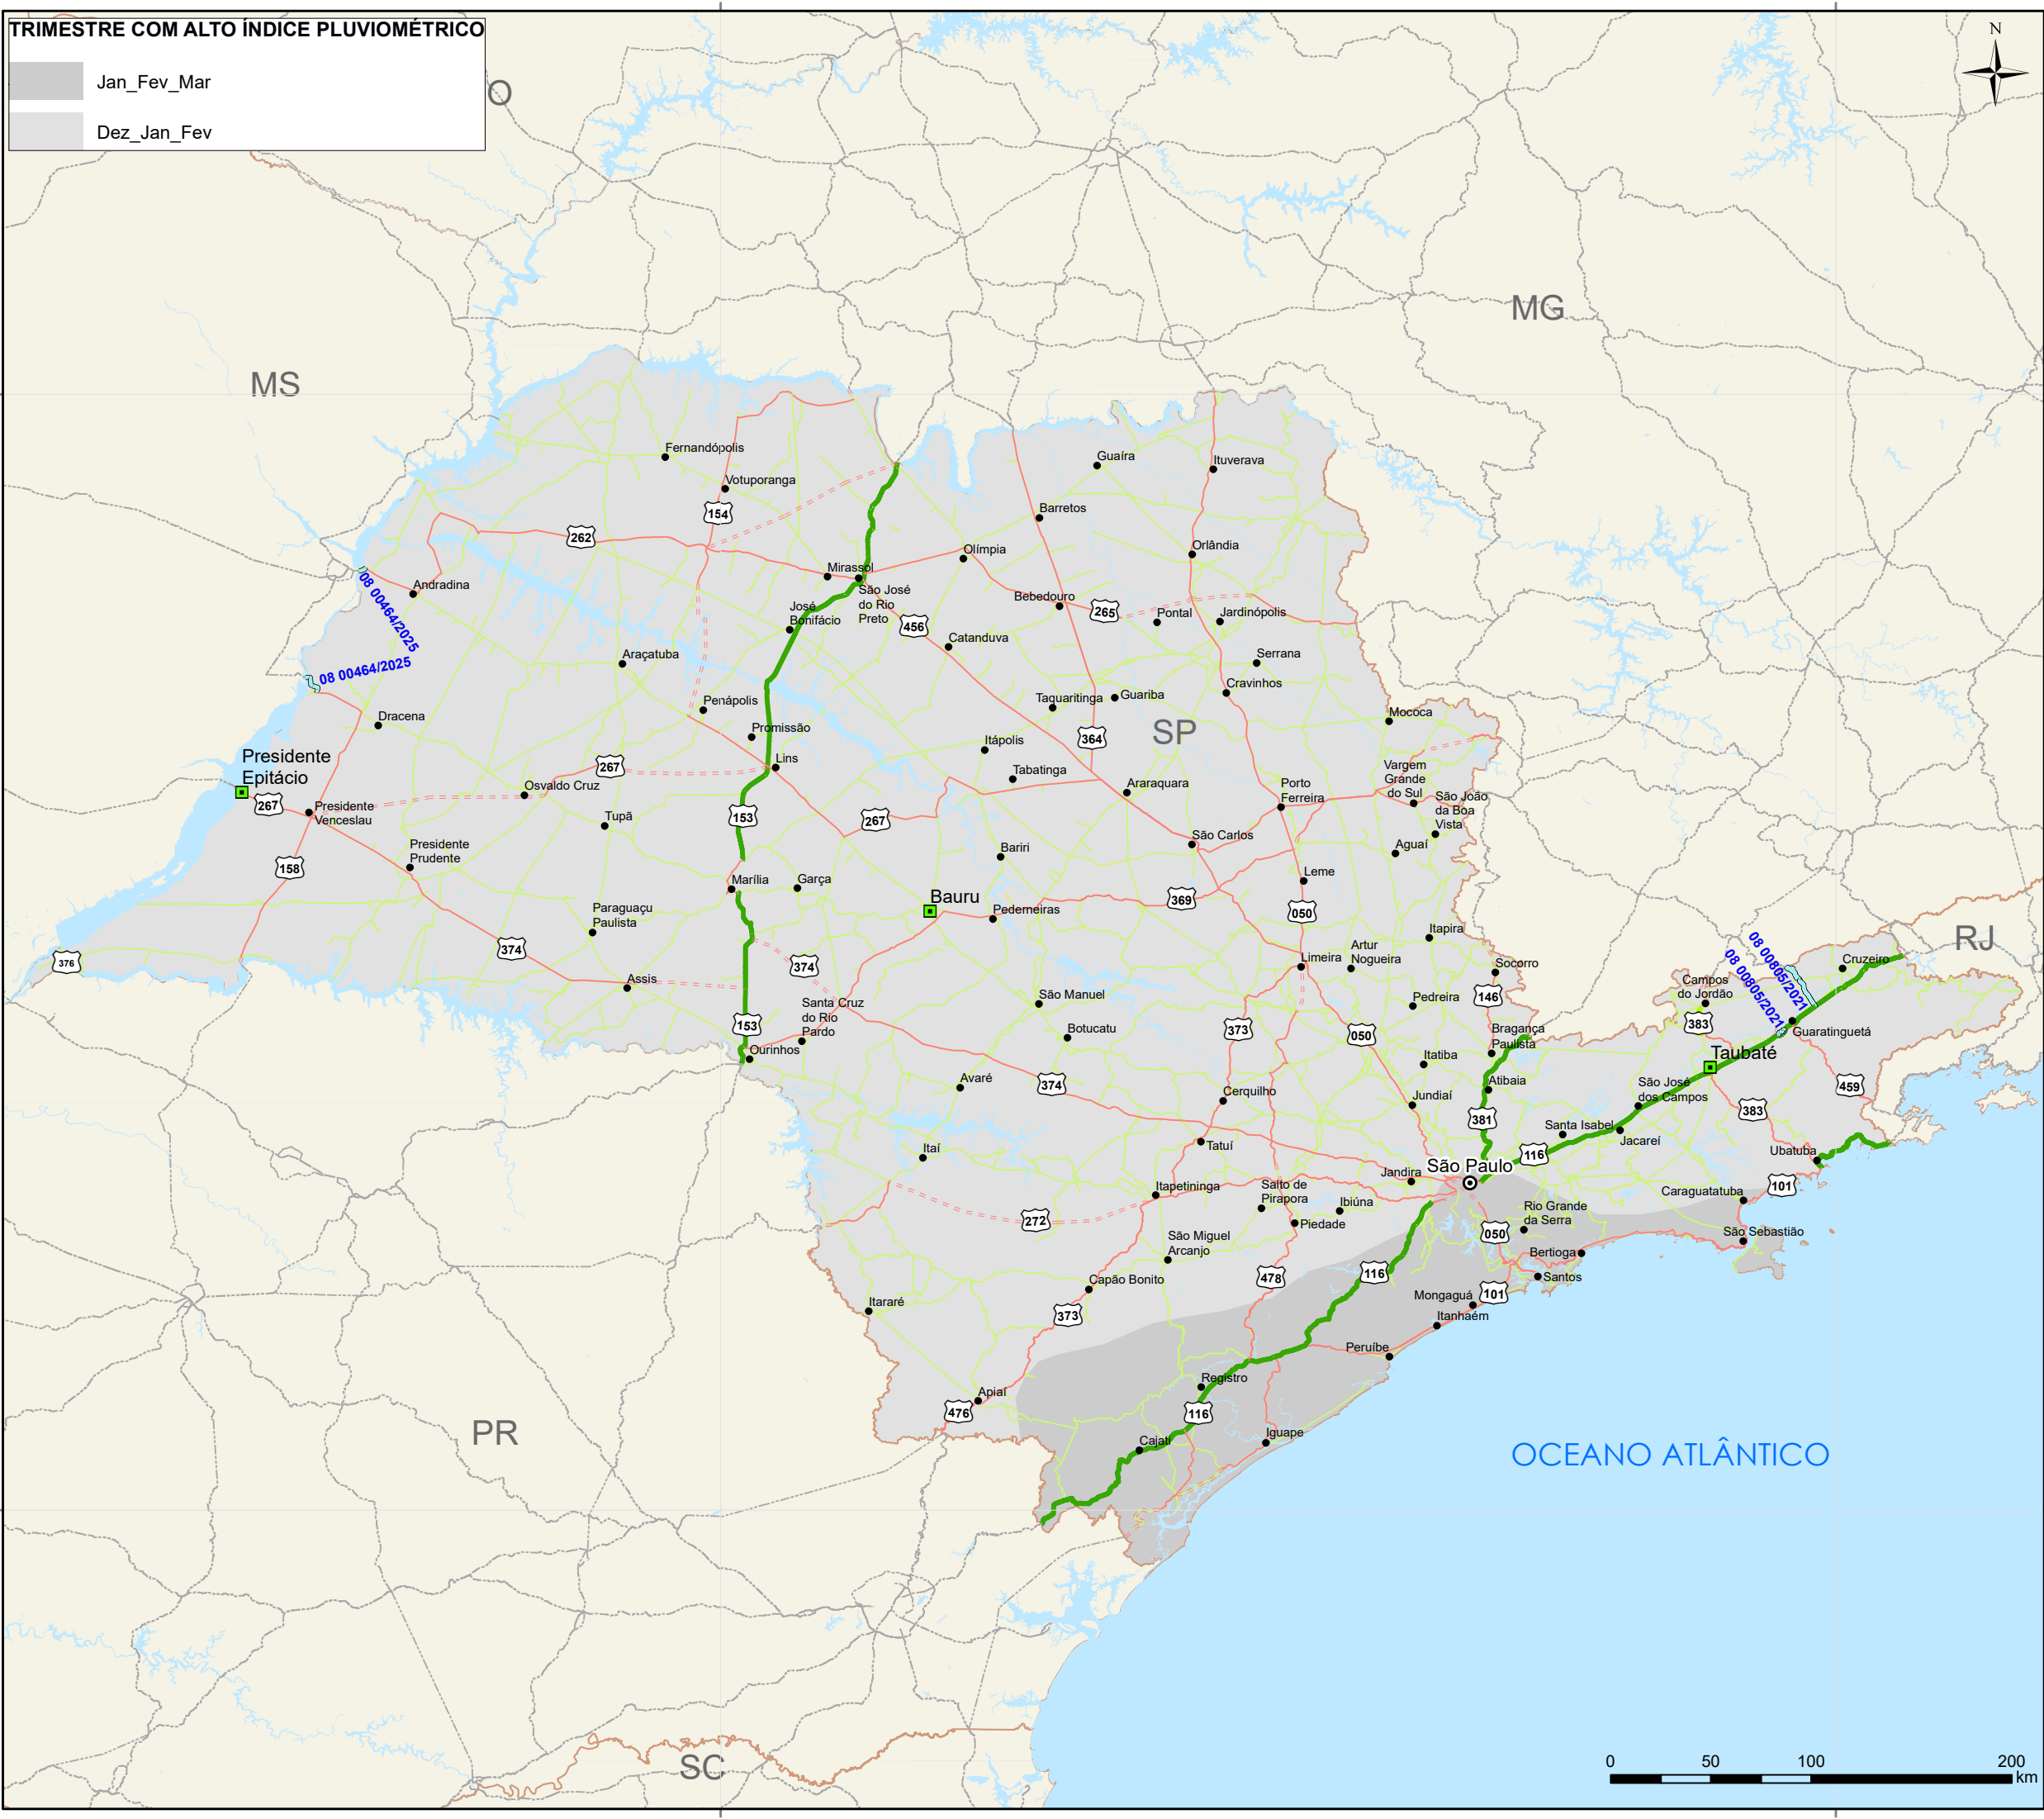 TRIMESTRE COM ALTO ÍNDICE PLUVIOMÉTRICO
Jan_Fev_Mar
Dez_Jan_Fev
O
N
MG
MS
Fernandópolis
Votuporanga
154
262
Guaíra
Ituverava
Barretos
Olímpia
Orlândia
Mirassol
São José
do Rio
Preto
José
Bonifácio
Andradina
08 00464/2025
08 00464/2025
Bebedouro
265
Pontal
Jardinópolis
456
Catanduva
Araçatuba
Serrana
Cravinhos
Penápolis
Taquaritinga
Guariba
Dracena
Promissão
Mococa
SP
364
Itápolis
Presidente
Epitácio
267
Lins
Tabatinga
Araraquara
Vargem
Grande
do Sul
Porto
Ferreira
São João
da Boa
Vista
267
Presidente
Venceslau
Osvaldo Cruz
Tupã
153
267
São Carlos
Aguaí
Presidente
Prudente
158
Bariri
Marília
Garça
Leme
Bauru
369
050
Paraguaçu
Paulista
Pederneiras
Itapira
RJ
376
374
374
Artur
Nogueira
Limeira
Socorro
08 00805/2021
08 00805/2021
Cruzeiro
Assis
Campos
do Jordão
383
146
São Manuel
Santa Cruz
do Rio
Pardo
Pedreira
153
Botucatu
373
050
Bragança
Paulista
Guaratinguetá
Ourinhos
Itatiba
Taubaté
374
Avaré
Atibaia
São José
dos Campos
459
Cerquilho
Jundiaí
383
381
Santa Isabel
Jacareí
Tatuí
Itaí
116
Ubatuba
São Paulo
Jandira
101
Itapetininga
Salto de
Pirapora
Ibiúna
Caraguatatuba
272
Piedade
Rio Grande
da Serra
São Sebastião
050
São Miguel
Arcanjo
Bertioga
Capão Bonito
478
116
Santos
Itararé
373
Mongaguá
101
Itanhaém
Peruíbe
Registro
Apiaí
476
116
PR
Cajati
Iguape
OCEANO ATLÂNTICO
SC
0 50 100 200
km